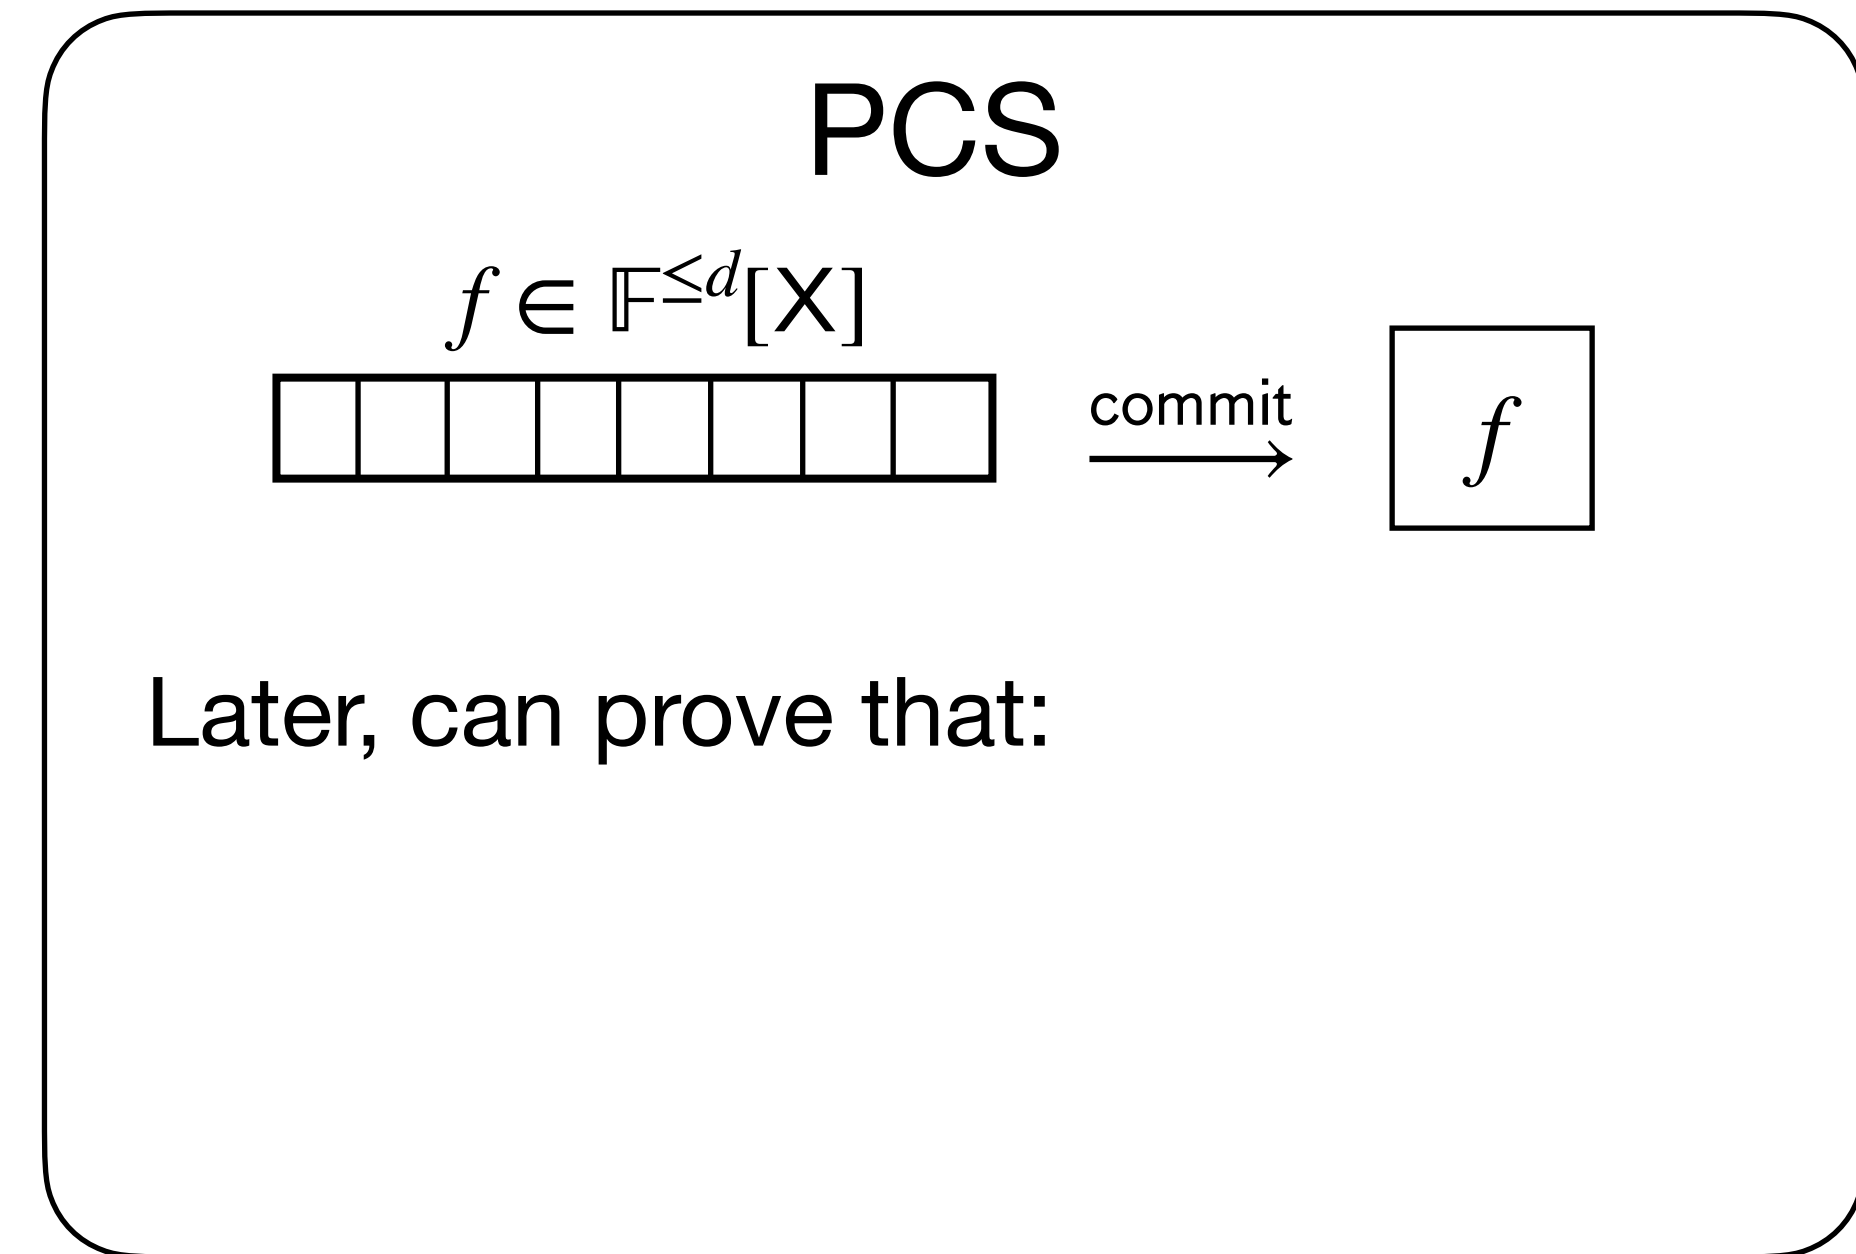 PCS
f ∈ 𝔽^{≤d}[X]
commit
f
Later, can prove that: